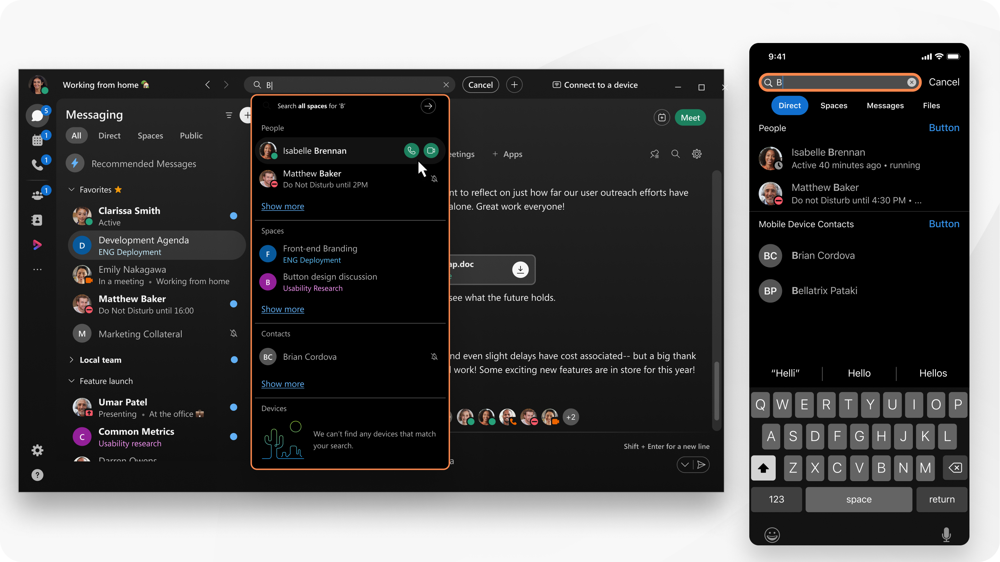 Working from home
B
Cancel
Connect to a device
5
1
1
1
Messaging
All
Direct
Spaces
Public
Recommended Messages
Favorites
Clarissa Smith
Active
D
Development Agenda
ENG Deployment
Emily Nakagawa
In a meeting • Working from home
Matthew Baker
Do Not Disturb until 16:00
M
Marketing Collateral
Local team
Feature launch
Umar Patel
Presenting • At the office
C
Common Metrics
Usability research
Darren Owens
?
Search all spaces for ‘B’
People
Isabelle Brennan
Matthew Baker
Do Not Disturb until 2PM
Show more
Spaces
F
Front-end Branding
ENG Deployment
B
Button design discussion
Usability Research
Show more
Contacts
BC
Brian Cordova
Show more
Devices
We can’t find any devices that match
your search.
Meet
eetings
+ Apps
nt to reflect on just how far our user outreach efforts have
alone. Great work everyone!
ap.doc
see what the future holds.
nd even slight delays have cost associated-- but a big thank
work! Some exciting new features are in store for this year!
+2
Shift + Enter for a new line
a
9:41
B
Cancel
Direct
Spaces
Messages
Files
People
Button
Isabelle Brennan
Active 40 minutes ago • running
Matthew Baker
Do not Disturb until 4:30 PM • ...
Mobile Device Contacts
Button
BC
Brian Cordova
BP
Bellatrix Pataki
“Helli”
Hello
Hellos
Q W E R T Y U I O P
A S D F G H J K L
Z X C V B N M
123
space
return